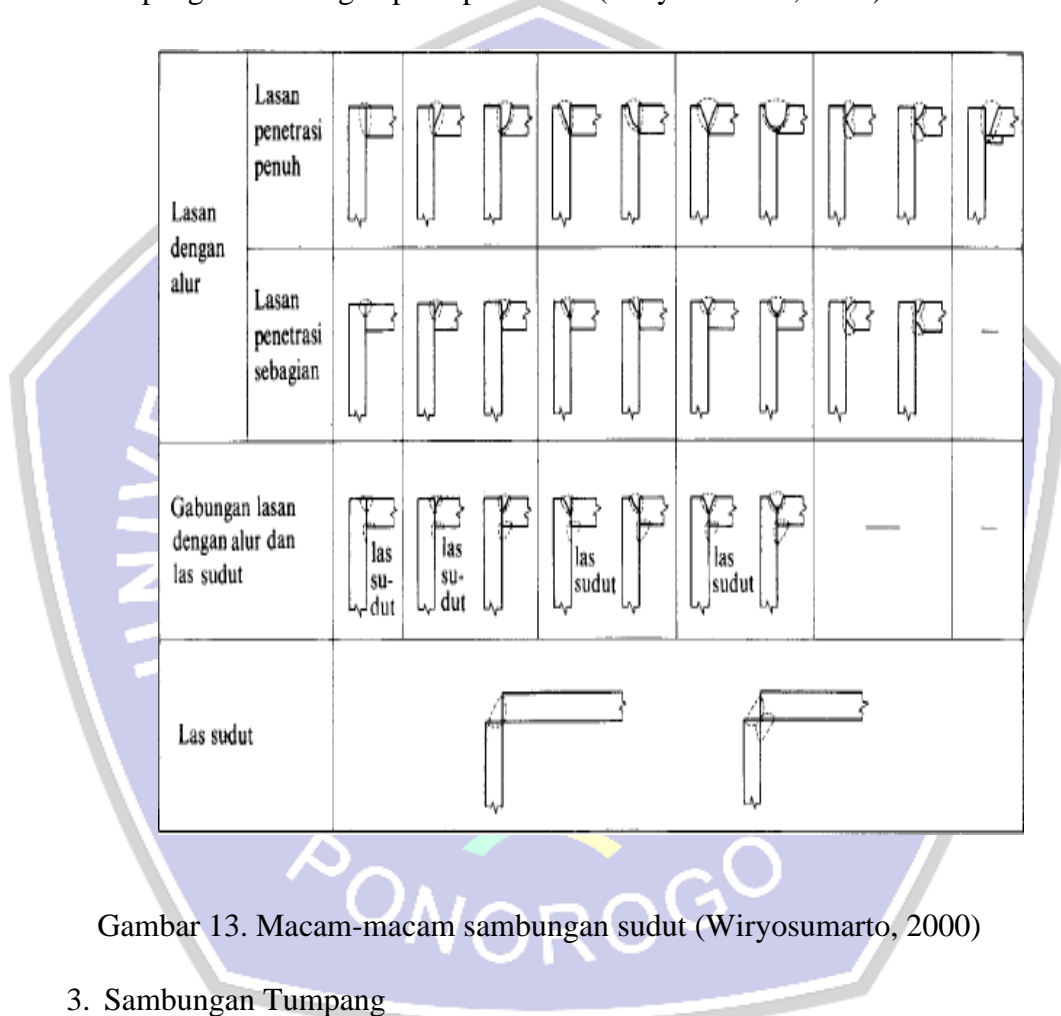 Lasan
dengan
alur
Lasan
penetrasi
penuh
Lasan
penetrasi
sebagian
Gabungan lasan
dengan alur dan
las sudut
las
su-
dut
las
su-
dut
las
sudut
las
sudut
Las sudut
PONOROGO
Gambar 13. Macam-macam sambungan sudut (Wiryosumarto, 2000)
3. Sambungan Tumpang